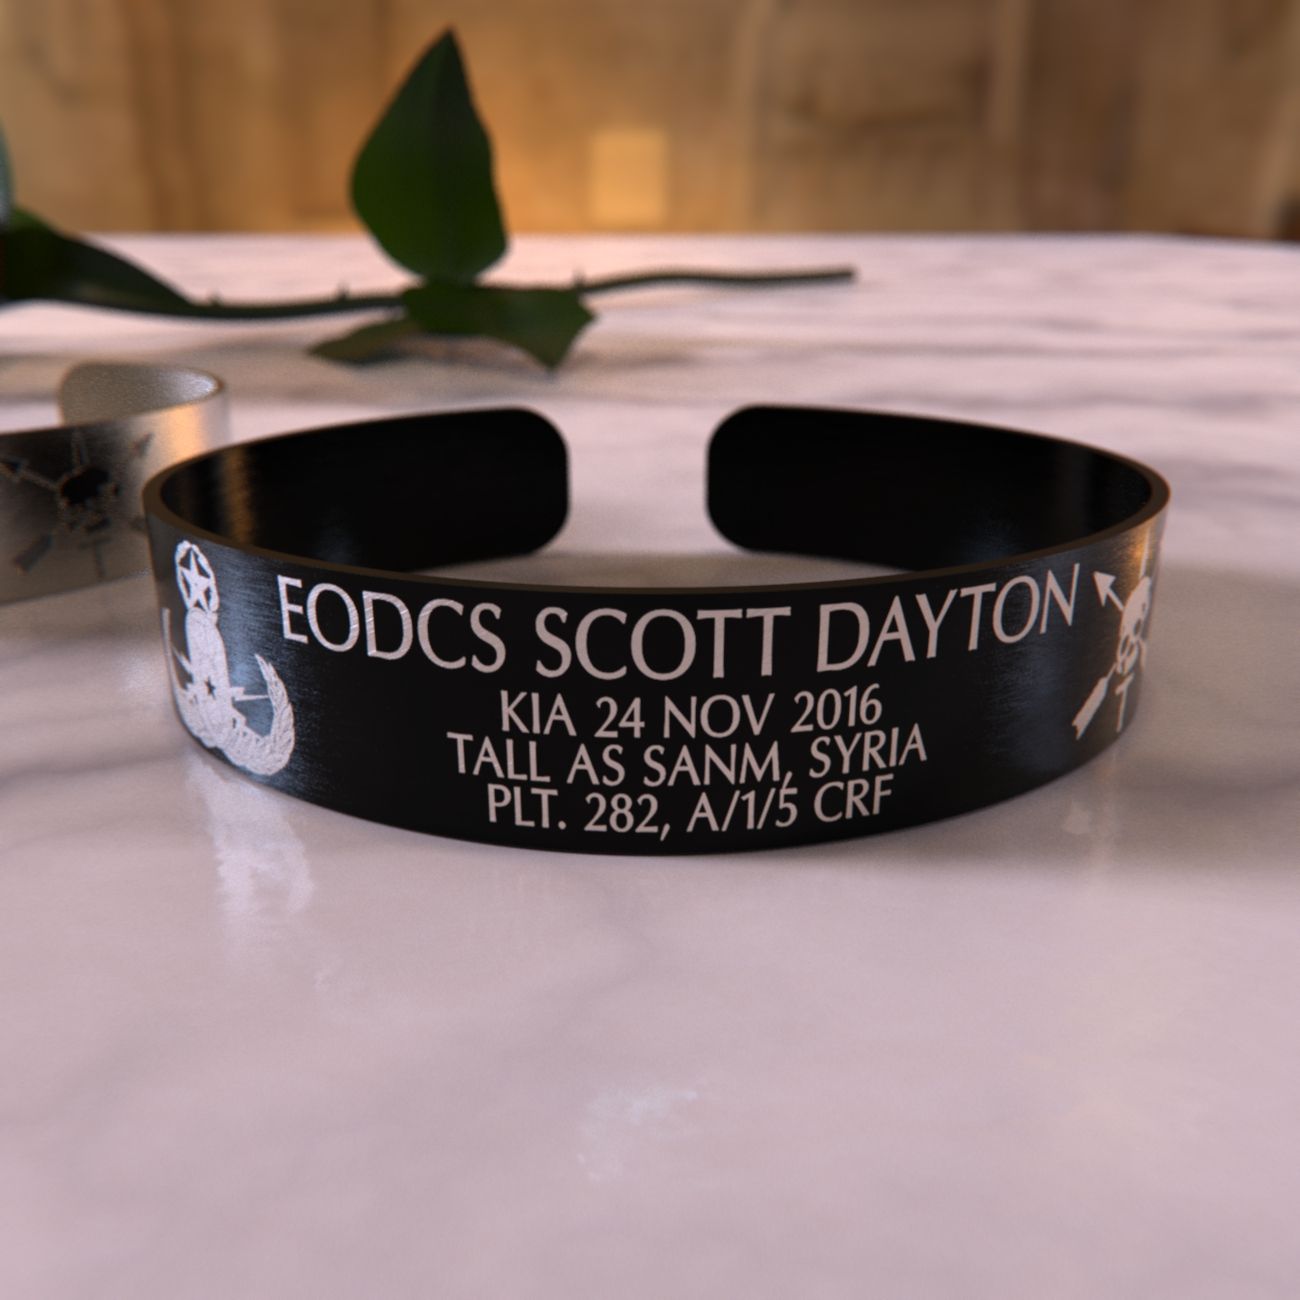 EODCS SCOTT DAYTON
KIA 24 NOV 2016
TALL AS SANM, SYRIA
PLT. 282, A/1/5 CRF
T